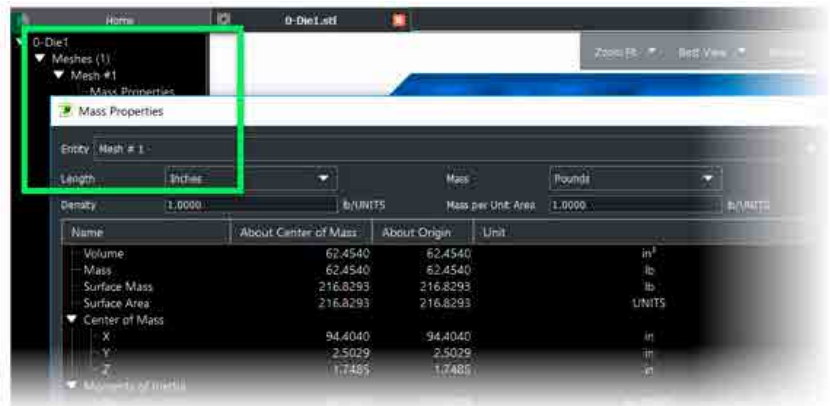 Home 0-Die1.stl
0-Die1
Meshes (1)
Zoom Fit Best View
Mesh #1
Mass Properties
Mass Properties
Entity Mesh # 1
Length Inches Mass Pounds
Density 1.0000 lb/UNITS Mass per Unit Area 1.0000 lb/UNITS
Name About Center of Mass About Origin Unit
Volume 62.4540 62.4540 in³
Mass 62.4540 62.4540 lb
Surface Mass 216.8293 216.8293 lb
Surface Area 216.8293 216.8293 UNITS
Center of Mass
X 94.4040 94.4040 in
Y 2.5029 2.5029 in
Z 1.7485 1.7485 in
Moments of Inertia